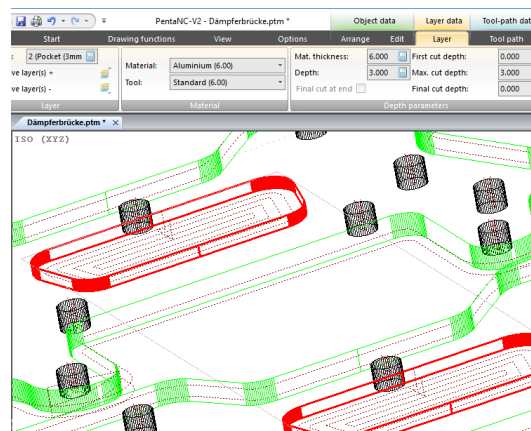 PentaNC-V2 - Dämpferbrücke.ptm *
Object data
Layer data
Tool-path dat
Start
Drawing functions
View
Options
Arrange
Edit
Layer
Tool path
2 (Pocket (3mm
ve layer(s) +
ve layer(s) -
Layer
Material:
Aluminium (6.00)
Tool:
Standard (6.00)
Material
Mat. thickness:
6.000
First cut depth:
0.000
Depth:
3.000
Max. cut depth:
3.000
Final cut at end
Final cut depth:
0.000
Depth parameters
Dämpferbrücke.ptm *
ISO (XYZ)